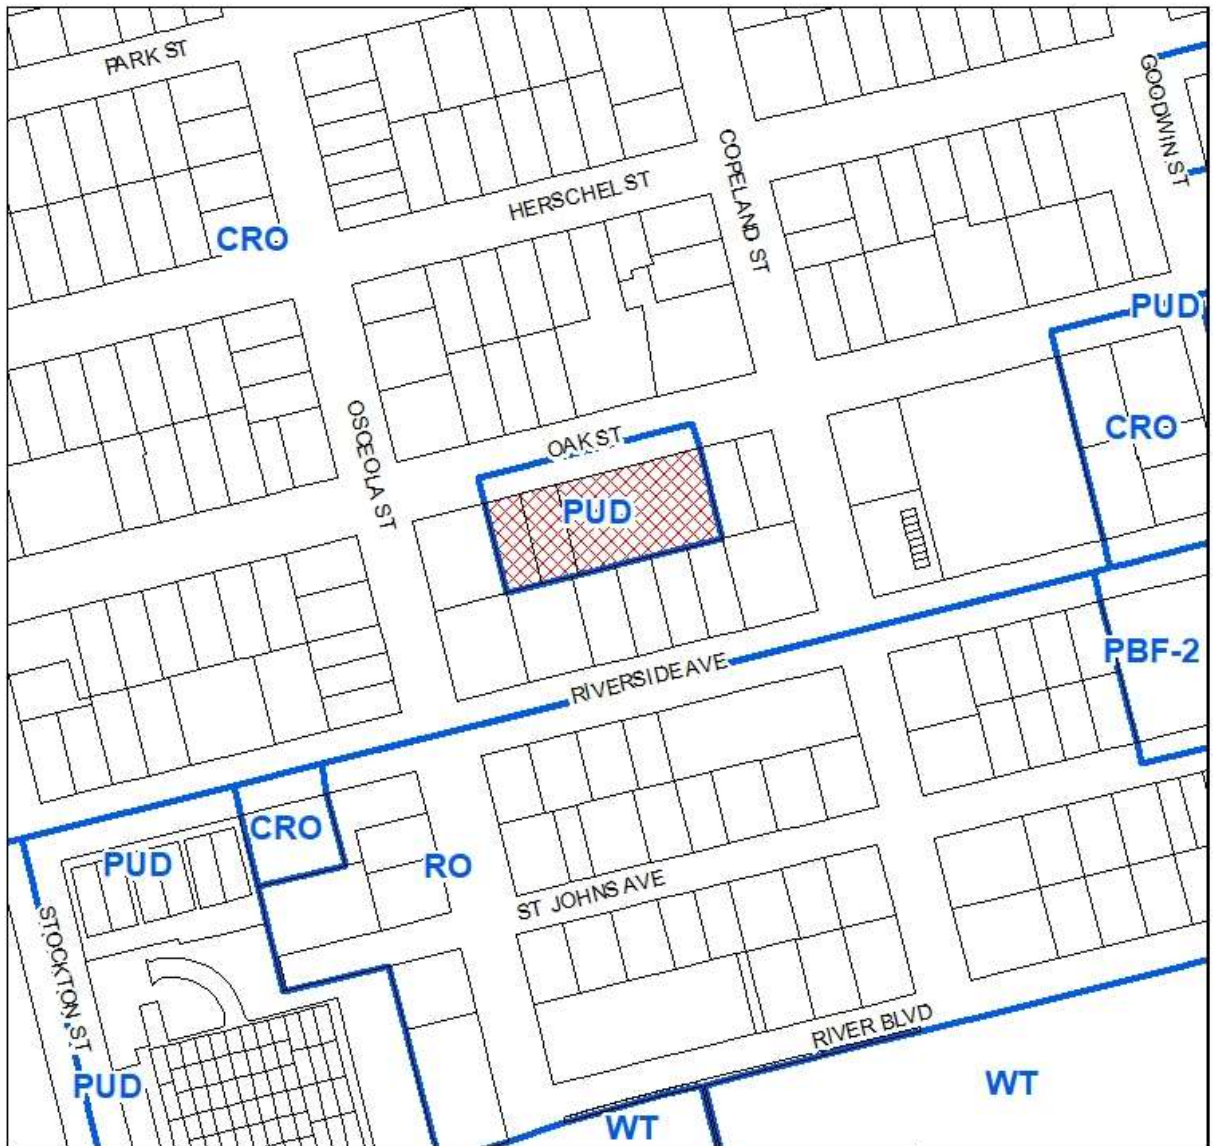 PARK ST
GOODWIN ST
COPELAND ST
HERSCHEL ST
CRO
PUD
OSCEOLA ST
OAK ST
CRO
PUD
PBF-2
RIVERSIDE AVE
CRO
PUD
RO
ST JOHNS AVE
STOCKTON ST
RIVER BLVD
PUD
WT
WT